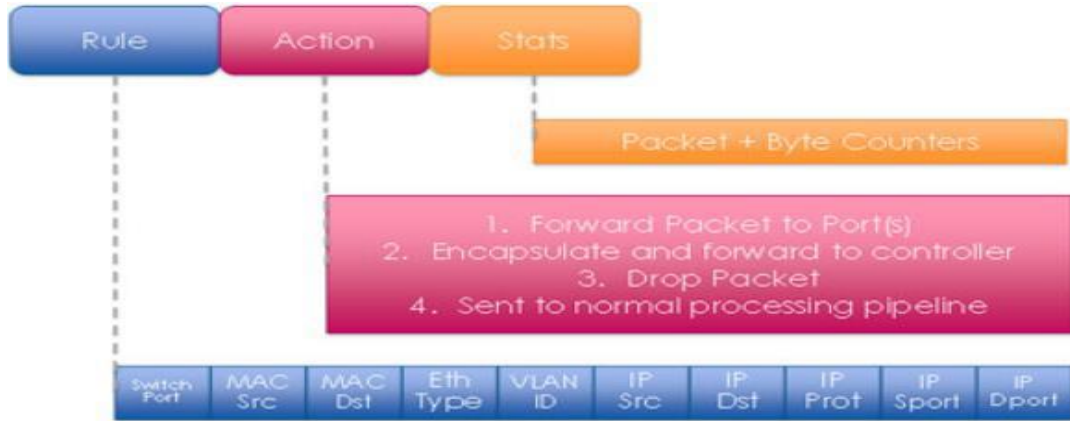 Rule Action Stats
Packet + Byte Counters
1. Forward Packet to Port(s)
2. Encapsulate and forward to controller
3. Drop Packet
4. Sent to normal processing pipeline
Switch Port MAC Src MAC Dst Eth Type VLAN ID IP Src IP Dst IP Prot IP Sport IP Dport